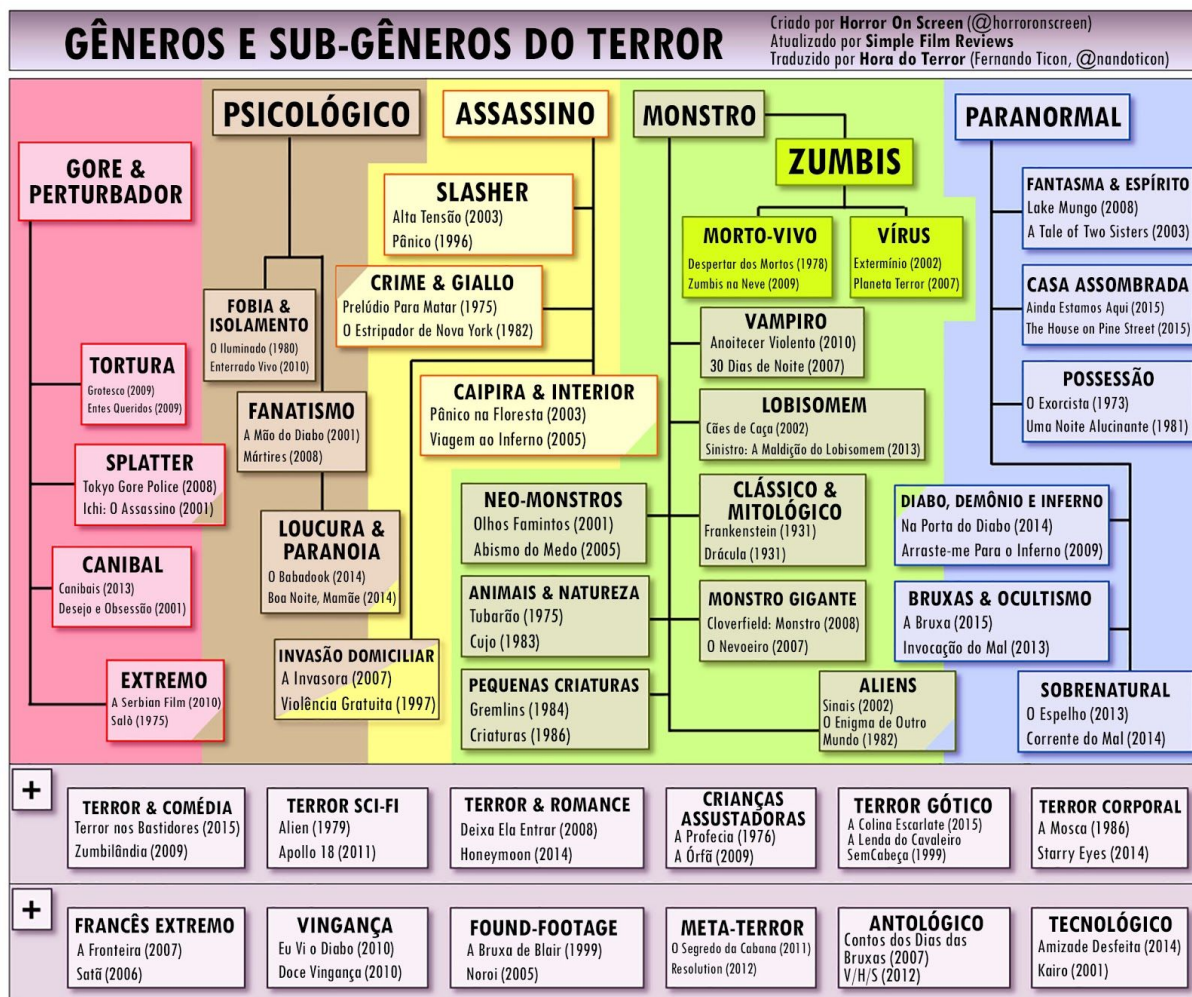 GÊNEROS E SUB-GÊNEROS DO TERROR
Criado por Horror On Screen (@horroronscreen)
Atualizado por Simple Film Reviews
Traduzido por Hora do Terror (Fernando Ticon, @nandoticon)
GORE &
PERTURBADOR
TORTURA
Grotesco (2009)
Entes Queridos (2009)
SPLATTER
Tokyo Gore Police (2008)
Ichi: O Assassino (2001)
CANIBAL
Canibais (2013)
Desejo e Obsessão (2001)
EXTREMO
A Serbian Film (2010)
Salò (1975)
PSICOLÓGICO
FOBIA &
ISOLAMENTO
O Iluminado (1980)
Enterrado Vivo (2010)
FANATISMO
A Mão do Diabo (2001)
Mártires (2008)
LOUCURA &
PARANOIA
O Babadook (2014)
Boa Noite, Mamãe (2014)
INVASÃO DOMICILIAR
A Invasora (2007)
Violência Gratuita (1997)
ASSASSINO
SLASHER
Alta Tensão (2003)
Pânico (1996)
CRIME & GIALLO
Prelúdio Para Matar (1975)
O Estripador de Nova York (1982)
CAIPIRA & INTERIOR
Pânico na Floresta (2003)
Viagem ao Inferno (2005)
MONSTRO
ZUMBIS
MORTO-VIVO
Despertar dos Mortos (1978)
Zumbis na Neve (2009)
VÍRUS
Extermínio (2002)
Planeta Terror (2007)
VAMPIRO
Anoitecer Violento (2010)
30 Dias de Noite (2007)
LOBISOMEM
Cães de Caça (2002)
Sinistro: A Maldição do Lobisomem (2013)
NEO-MONSTROS
Olhos Famintos (2001)
Abismo do Medo (2005)
CLÁSSICO &
MITOLÓGICO
Frankenstein (1931)
Drácula (1931)
ANIMAIS & NATUREZA
Tubarão (1975)
Cujo (1983)
MONSTRO GIGANTE
Cloverfield: Monstro (2008)
O Nevoeiro (2007)
PEQUENAS CRIATURAS
Gremlins (1984)
Criaturas (1986)
ALIENS
Sinais (2002)
O Enigma de Outro
Mundo (1982)
PARANORMAL
FANTASMA & ESPÍRITO
Lake Mungo (2008)
A Tale of Two Sisters (2003)
CASA ASSOMBRADA
Ainda Estamos Aqui (2015)
The House on Pine Street (2015)
POSSESSÃO
O Exorcista (1973)
Uma Noite Alucinante (1981)
DIABO, DEMÔNIO E INFERNO
Na Porta do Diabo (2014)
Arraste-me Para o Inferno (2009)
BRUXAS & OCULTISMO
A Bruxa (2015)
Invocação do Mal (2013)
SOBRENATURAL
O Espelho (2013)
Corrente do Mal (2014)
+
TERROR & COMÉDIA
Terror nos Bastidores (2015)
Zumbilândia (2009)
TERROR SCI-FI
Alien (1979)
Apollo 18 (2011)
TERROR & ROMANCE
Deixa Ela Entrar (2008)
Honeymoon (2014)
CRIANÇAS
ASSUSTADORAS
A Profecia (1976)
A Órfã (2009)
TERROR GÓTICO
A Colina Escarlate (2015)
A Lenda do Cavaleiro
SemCabeça (1999)
TERROR CORPORAL
A Mosca (1986)
Starry Eyes (2014)
+
FRANCÊS EXTREMO
A Fronteira (2007)
Satã (2006)
VINGANÇA
Eu Vi o Diabo (2010)
Doce Vingança (2010)
FOUND-FOOTAGE
A Bruxa de Blair (1999)
Noroi (2005)
META-TERROR
O Segredo da Cabana (2011)
Resolution (2012)
ANTOLÓGICO
Contos dos Dias das
Bruxas (2007)
V/H/S (2012)
TECNOLÓGICO
Amizade Desfeita (2014)
Kairo (2001)